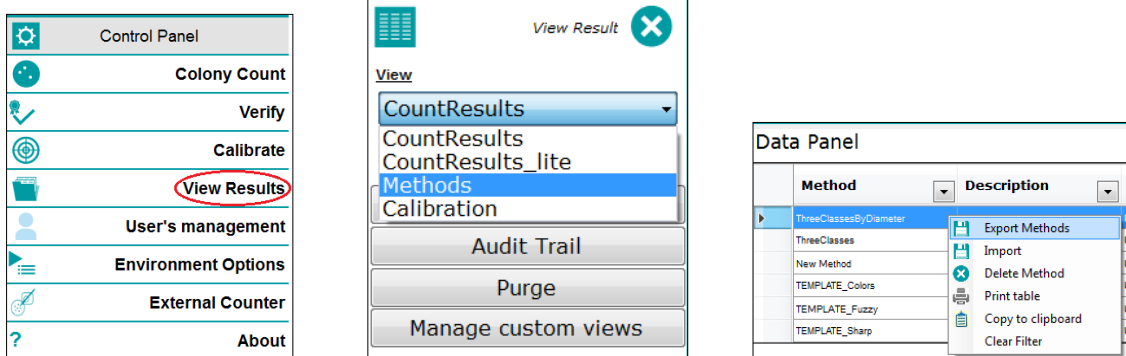 Control Panel
Colony Count
Verify
Calibrate
View Results
User's management
Environment Options
External Counter
? About
View Result
View
CountResults
CountResults
CountResults_lite
Methods
Calibration
Audit Trail
Purge
Manage custom views
Data Panel
Method Description
ThreeClassesByDiameter
ThreeClasses
New Method
TEMPLATE_Colors
TEMPLATE_Fuzzy
TEMPLATE_Sharp
Export Methods
Import
Delete Method
Print table
Copy to clipboard
Clear Filter